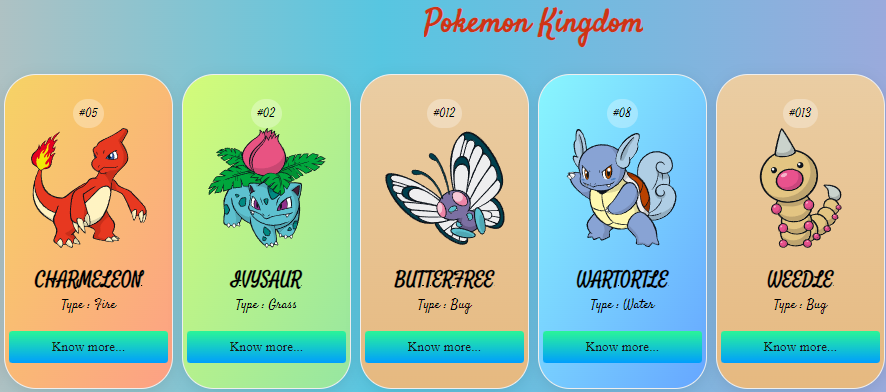 Pokemon Kingdom
#05
CHARMELEON
Type : Fire
Know more...
#02
IVYSAUR
Type : Grass
Know more...
#012
BUTTERFREE
Type : Bug
Know more...
#08
WARTORTLE
Type : Water
Know more...
#013
WEEDLE
Type : Bug
Know more...